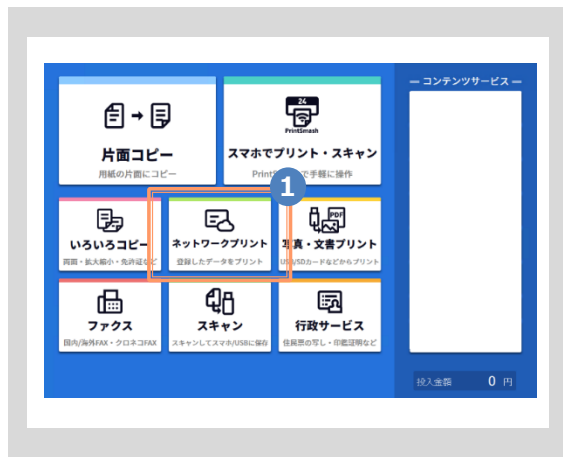 コンテンツサービス
24
PrintSmash
片面コピー
用紙の片面にコピー
スマホでプリント・スキャン
で手軽に操作
1
いろいろコピー
両面・拡大縮小・免許証など
ネットワークプリント
登録したデータをプリント
PDF
写真・文書プリント
USB/SDカードなどからプリント
ファクス
国内/海外FAX・クロネコFAX
スキャン
スキャンしてスマホ/USBに保存
行政サービス
住民票の写し・印鑑証明など
投入金額 0 円